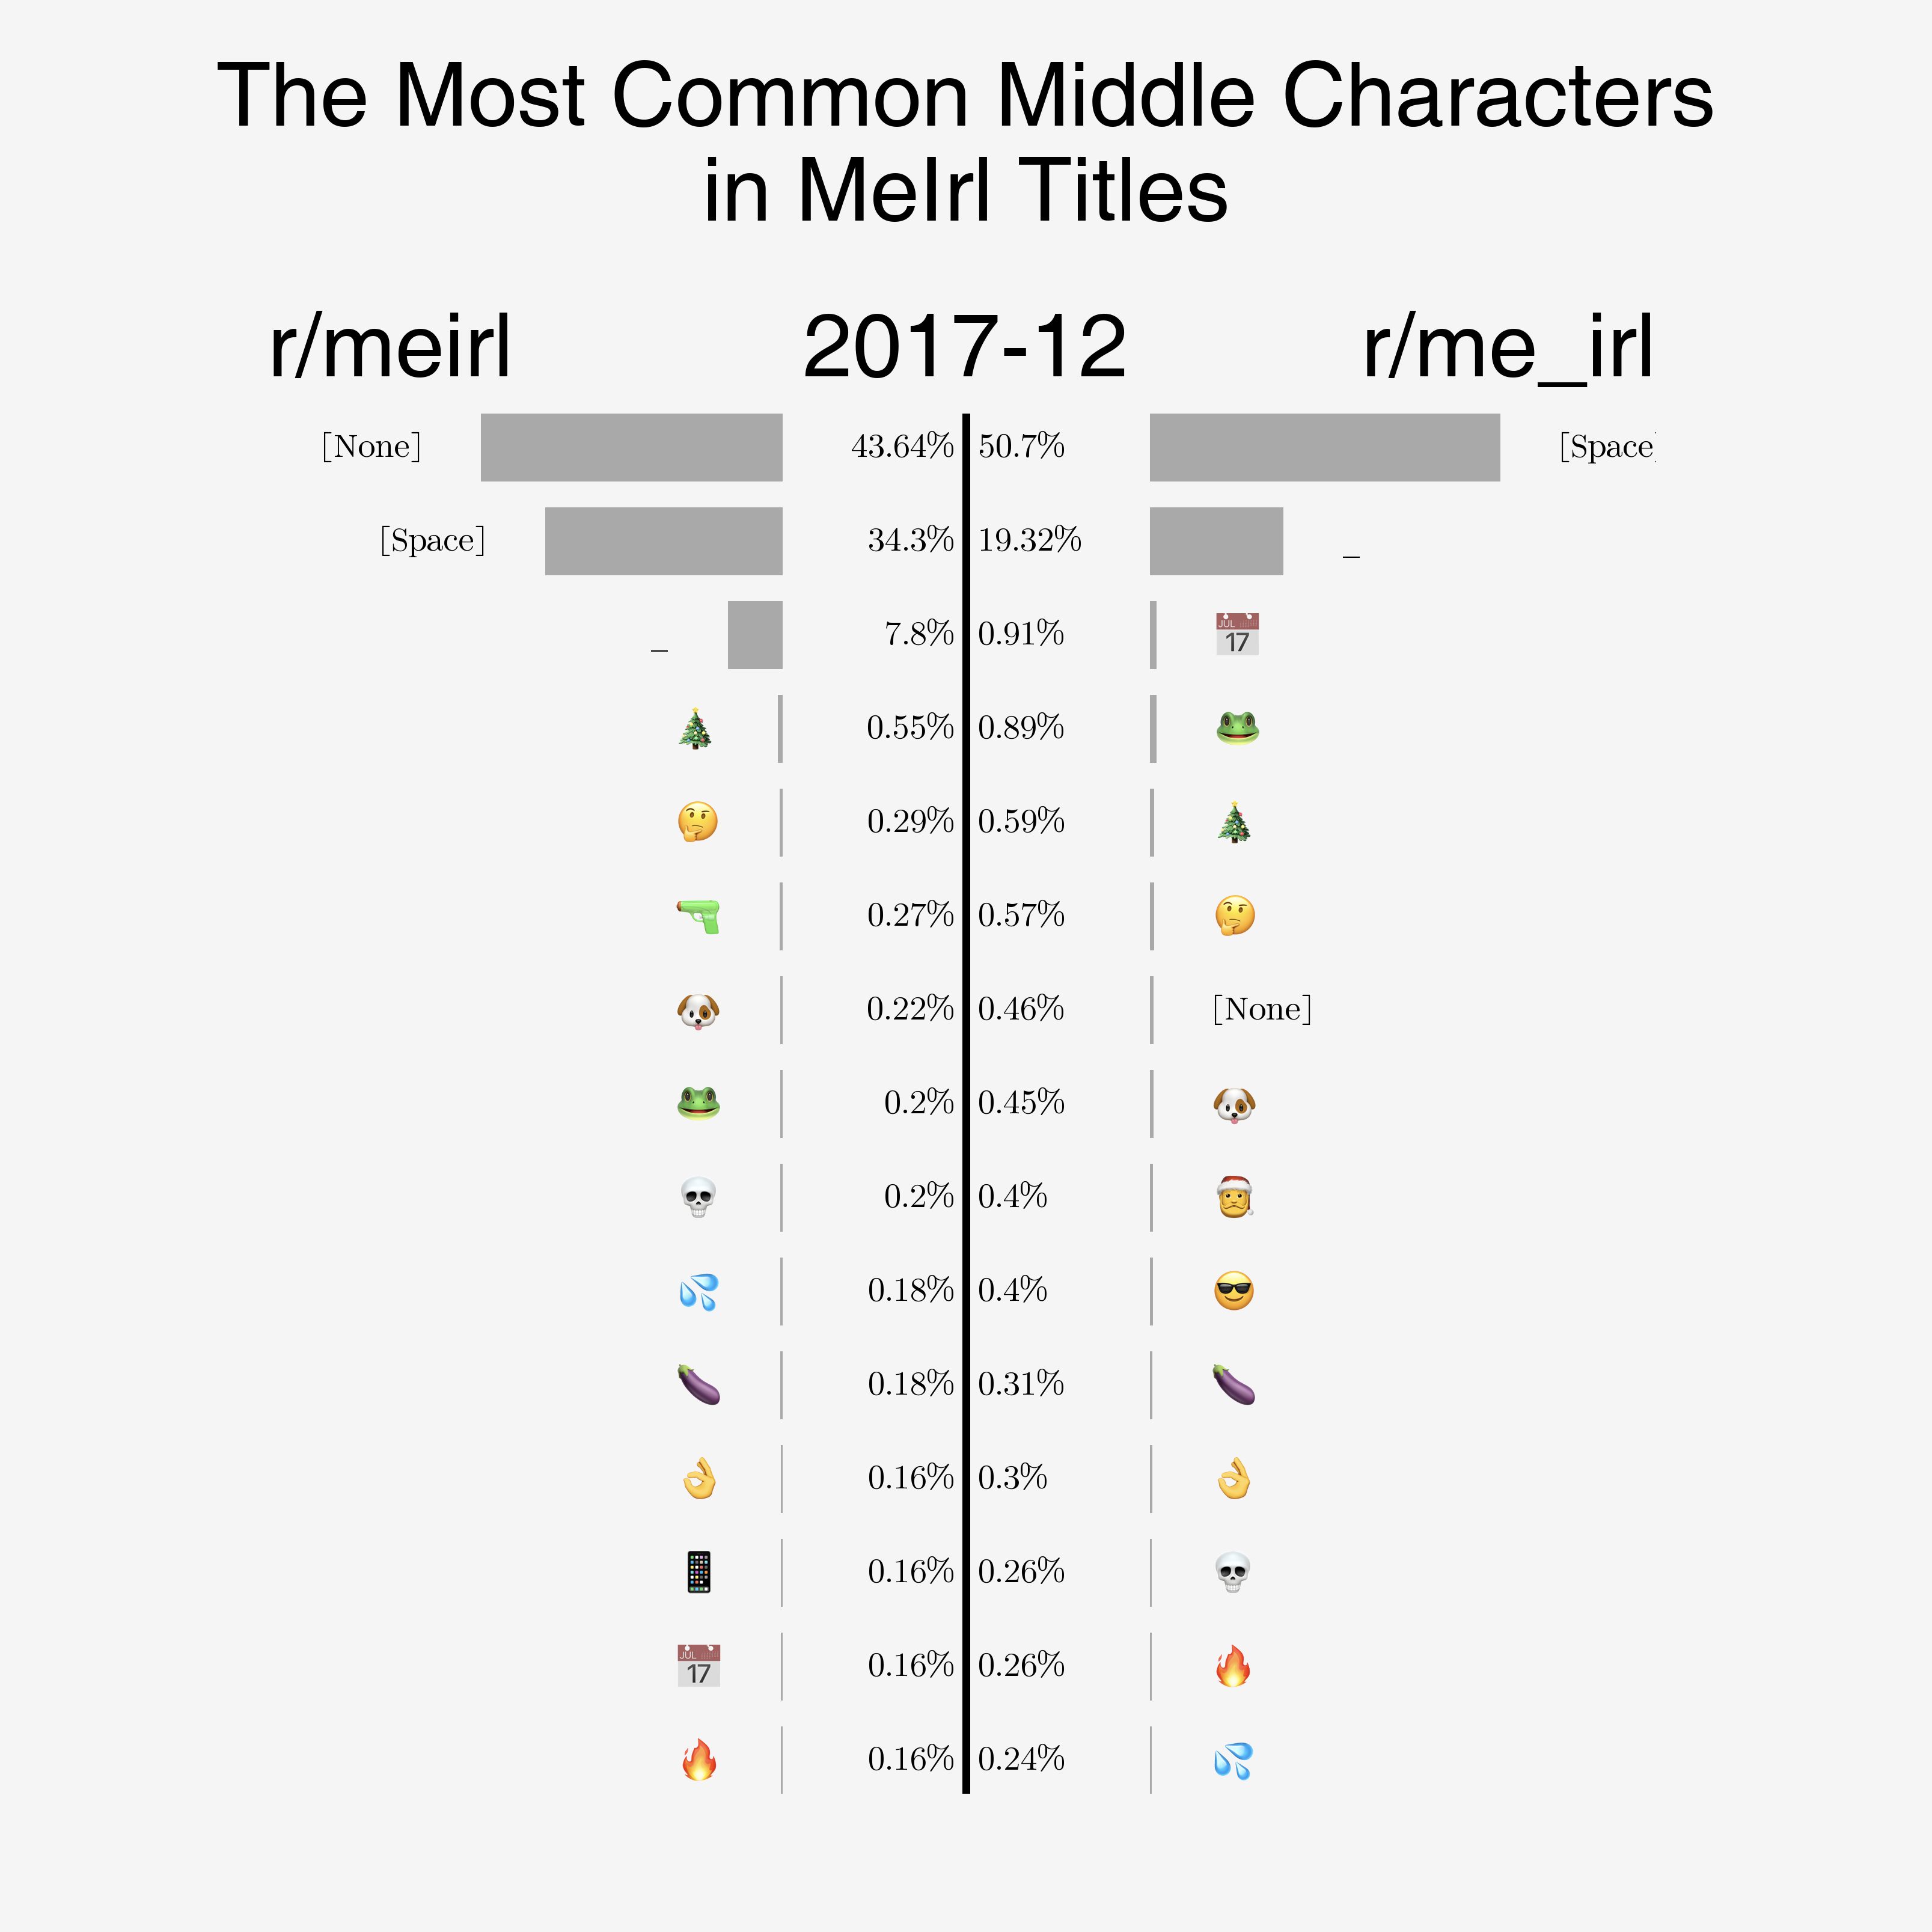 The Most Common Middle Characters
in MeIrl Titles
r/meirl 2017-12 r/me_irl
[None] 43.64% 50.7% [Space
[Space] 34.3% 19.32% _
_ 7.8% 0.91% JUL 17
0.55% 0.89%
0.29% 0.59%
0.27% 0.57%
0.22% 0.46% [None]
0.2% 0.45%
0.2% 0.4%
0.18% 0.4%
0.18% 0.31%
0.16% 0.3%
0.16% 0.26%
JUL 17 0.16% 0.26%
0.16% 0.24%